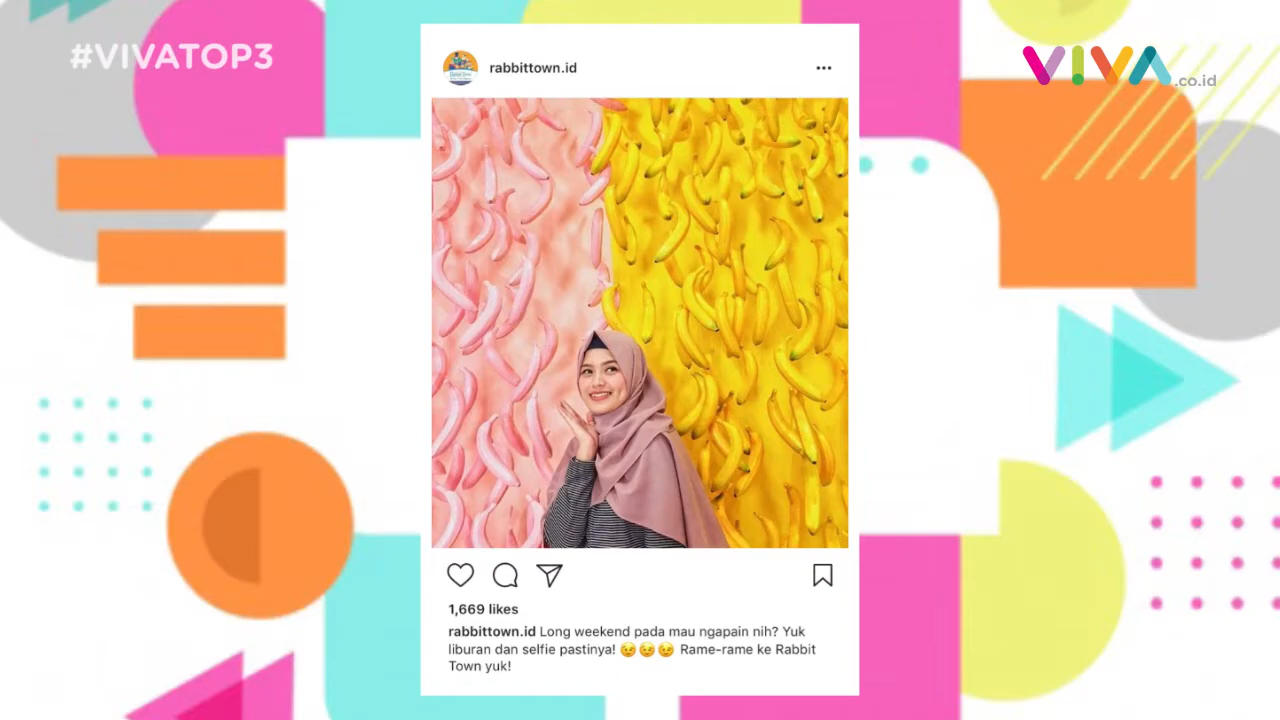 #VIVATOP3
VIVA.co.id
rabbittown.id
1,669 likes
rabbittown.id Long weekend pada mau ngapain nih? Yuk
liburan dan selfie pastinya! 😉😉😉 Rame-rame ke Rabbit
Town yuk!